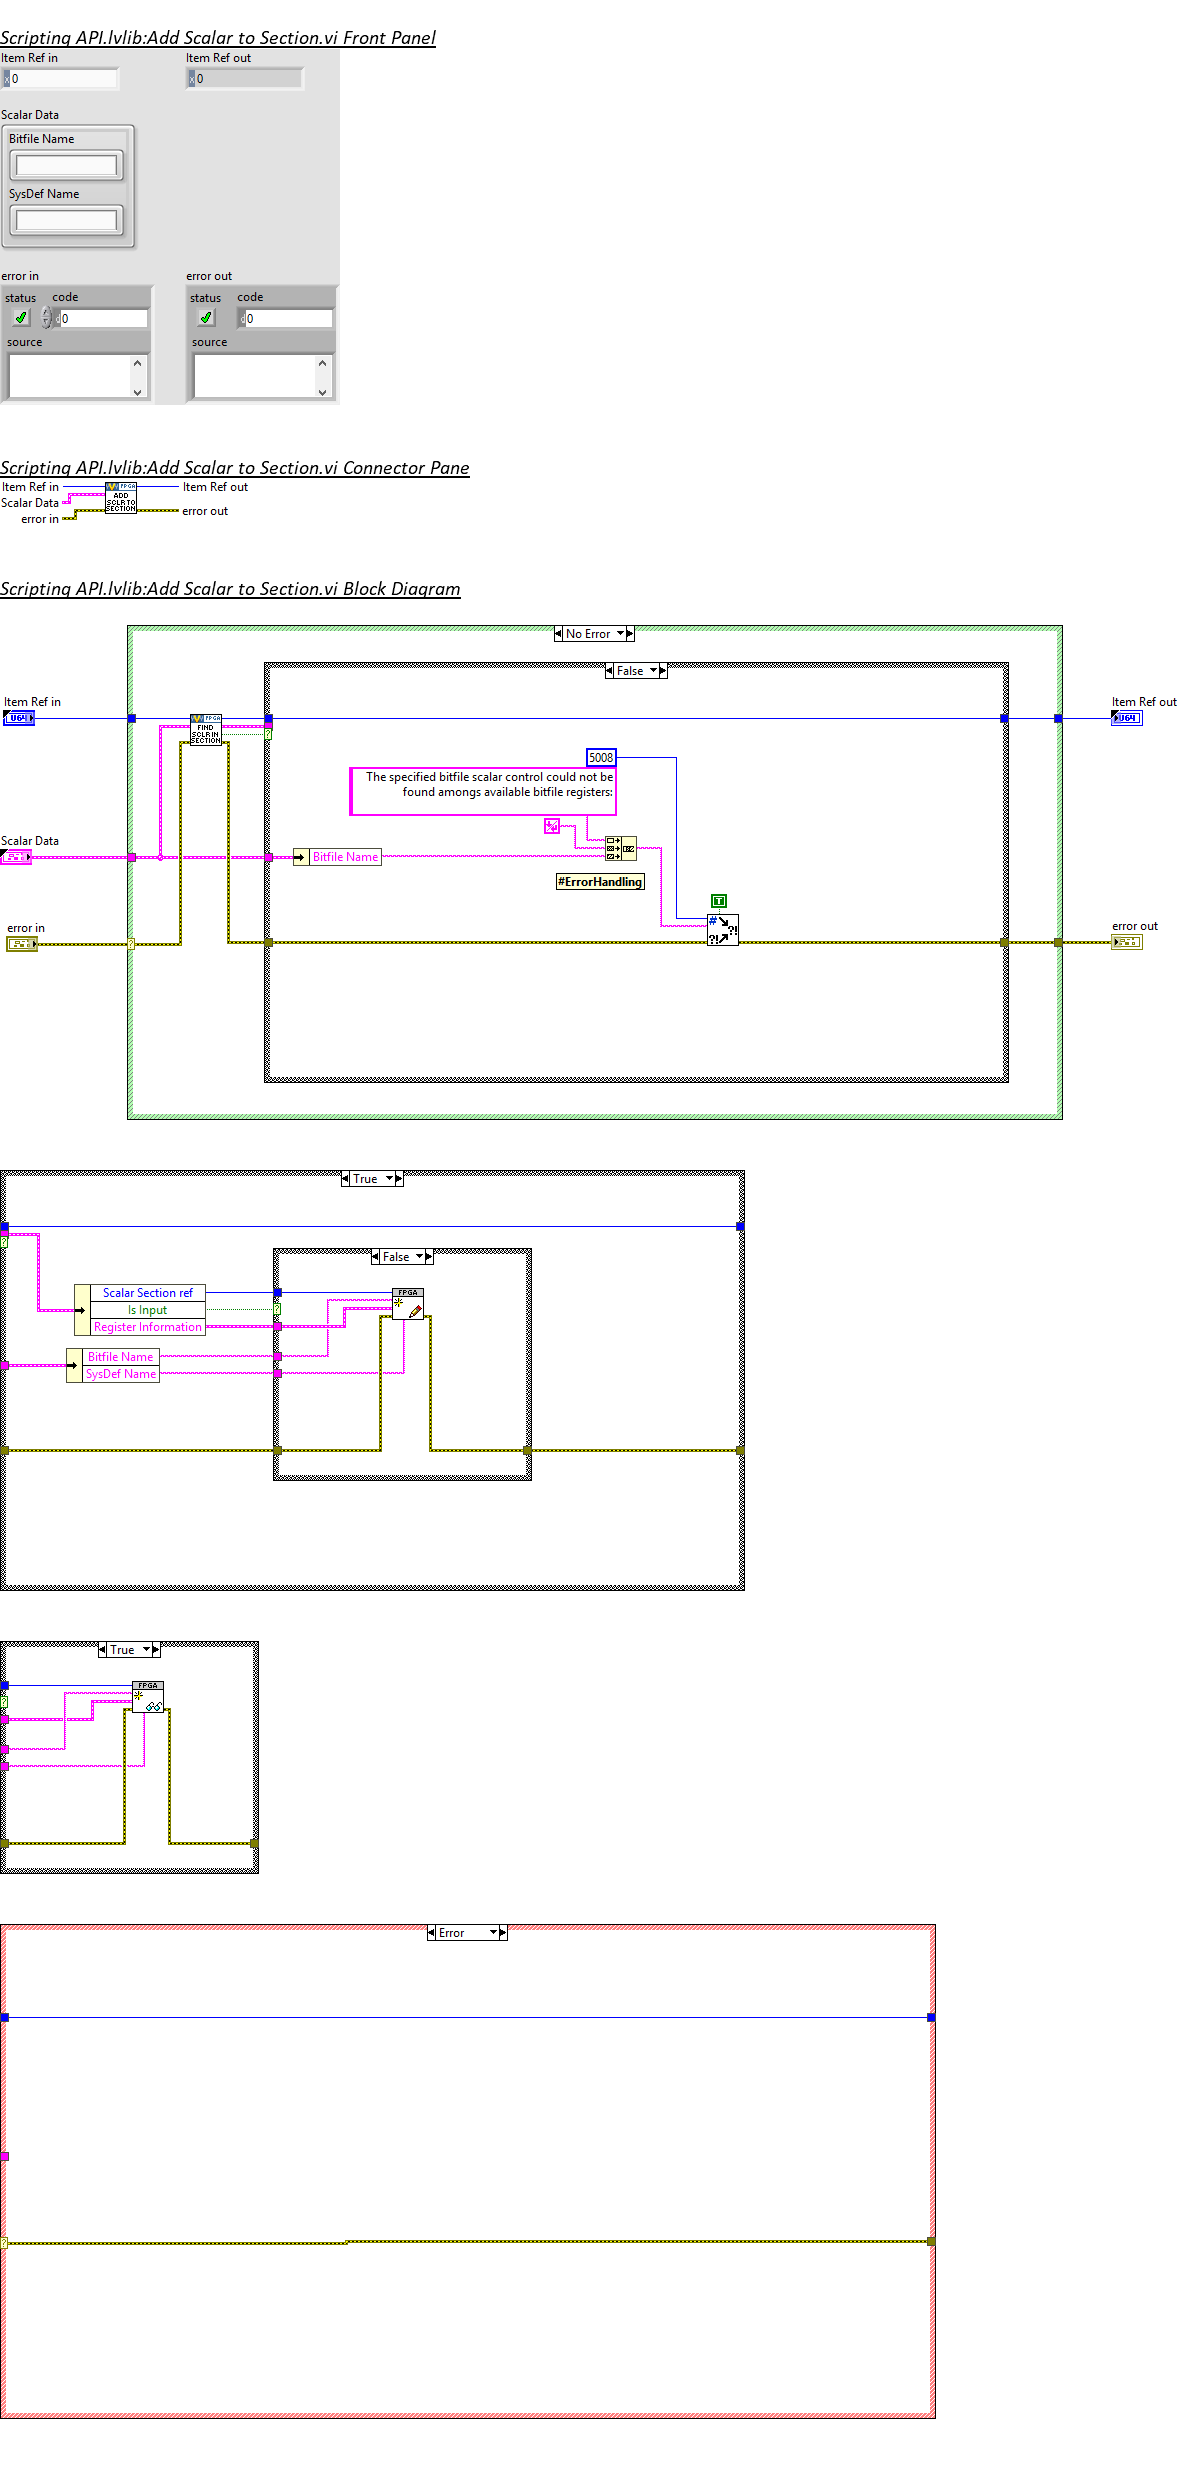 Scripting API.lvlib:Add Scalar to Section.vi Front Panel
Item Ref in
Item Ref out
x 0
x 0
Scalar Data
Bitfile Name
SysDef Name
error in
error out
status
code
status
code
d 0
d 0
source
source
Scripting API.lvlib:Add Scalar to Section.vi Connector Pane
Item Ref in
FPGA
Item Ref out
Scalar Data
ADD
SCLR TO
SECTION
error in
error out
Scripting API.lvlib:Add Scalar to Section.vi Block Diagram
No Error
False
Item Ref in
U64
FPGA
FIND
SCLR IN
SECTION
?
Item Ref out
U64
5008
The specified bitfile scalar control could not be
found amongs available bitfile registers:
Scalar Data
Bitfile Name
#ErrorHandling
T
# ?!
?!
error in
?
error out
True
?
False
Scalar Section ref
Is Input
Register Information
?
FPGA
Bitfile Name
SysDef Name
True
FPGA
?
Error
?